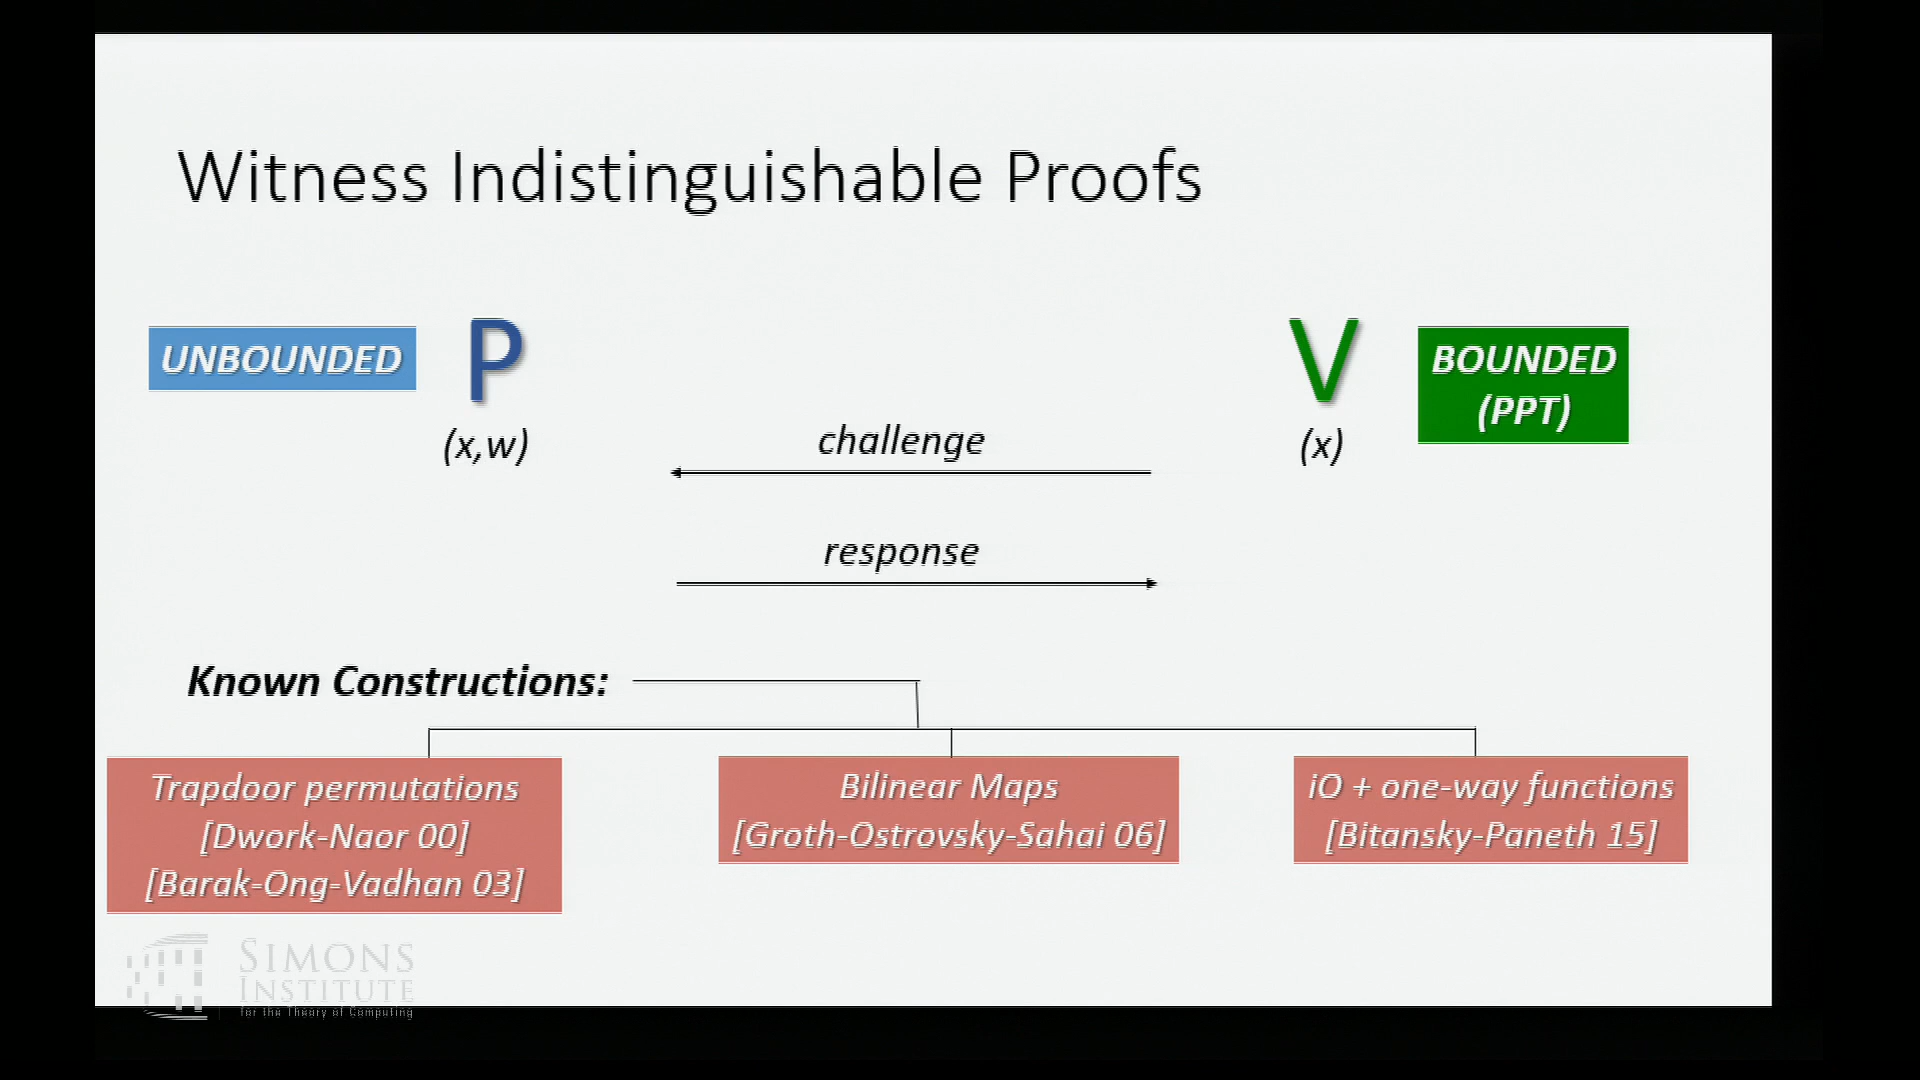 Witness Indistinguishable Proofs
UNBOUNDED
P
V
BOUNDED
(PPT)
(x,w)
challenge
(x)
response
Known Constructions:
Trapdoor permutations
[Dwork-Naor 00]
[Barak-Ong-Vadhan 03]
Bilinear Maps
[Groth-Ostrovsky-Sahai 06]
iO + one-way functions
[Bitansky-Paneth 15]
SIMONS
INSTITUTE
for the Theory of Computing